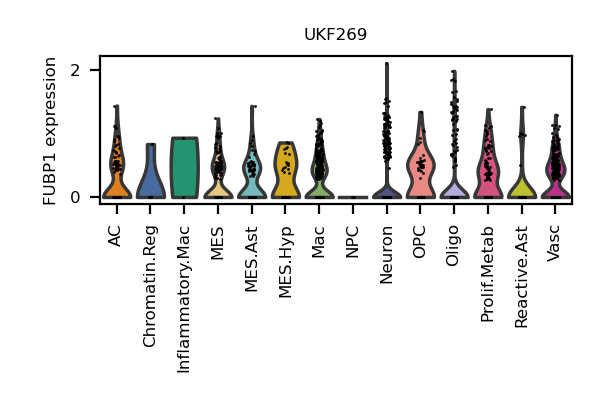 UKF269
FUBP1 expression
2
0
AC
Chromatin.Reg
Inflammatory.Mac
MES
MES.Ast
MES.Hyp
Mac
NPC
Neuron
OPC
Oligo
Prolif.Metab
Reactive.Ast
Vasc